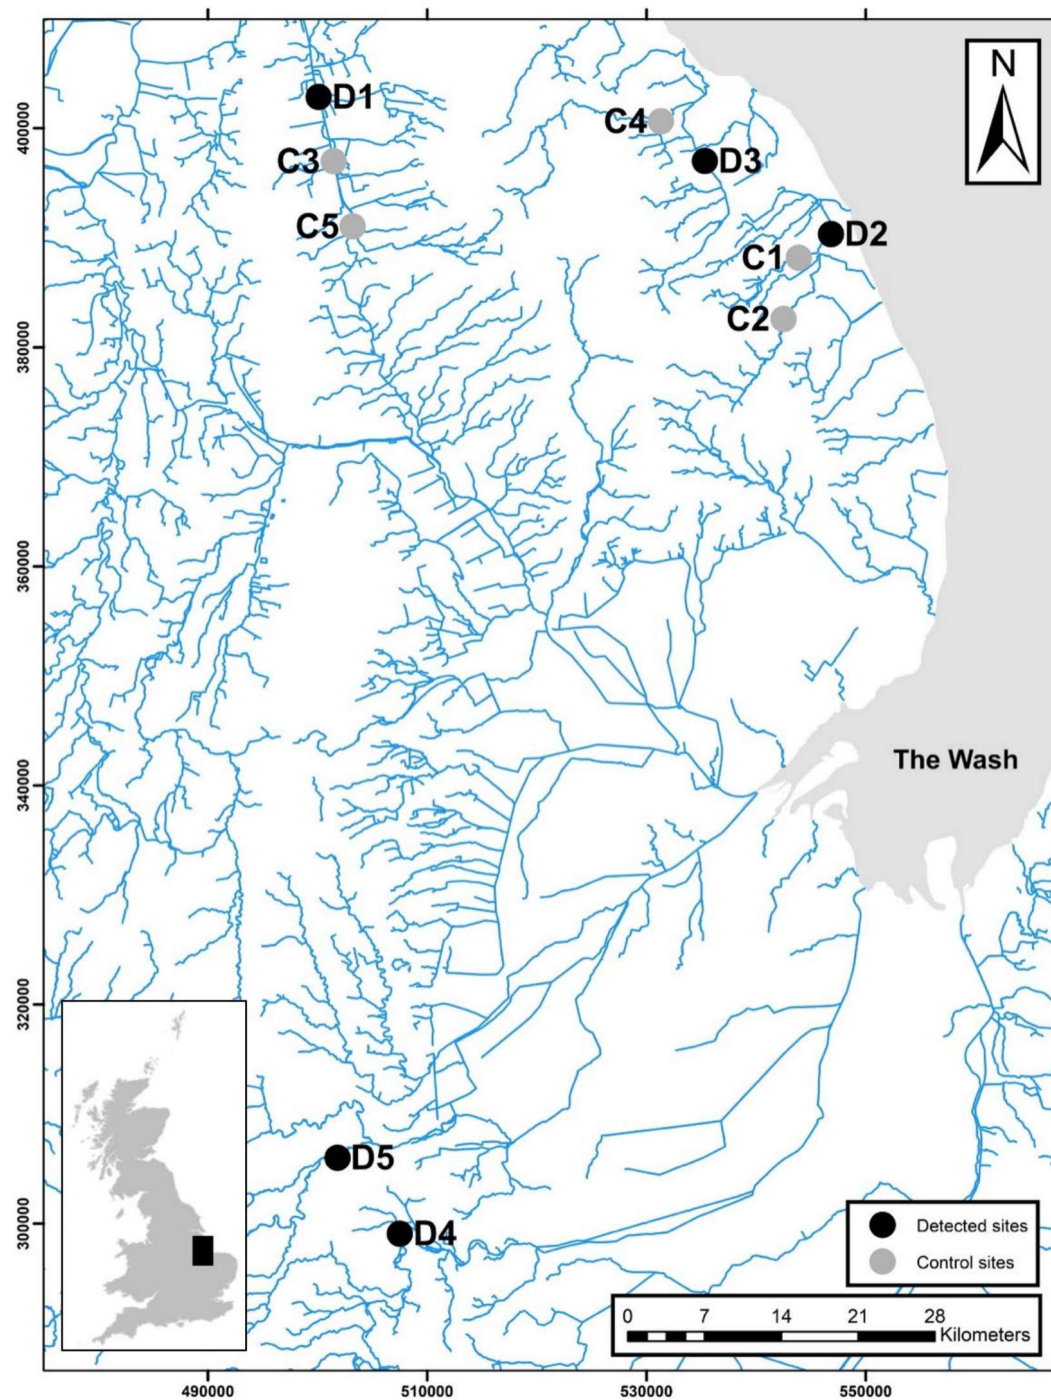 N
D1
C4
400000
C3
D3
C5
D2
C1
C2
380000
360000
The Wash
340000
320000
D5
300000
D4
Detected sites
Control sites
0 7 14 21 28
Kilometers
490000 510000 530000 550000